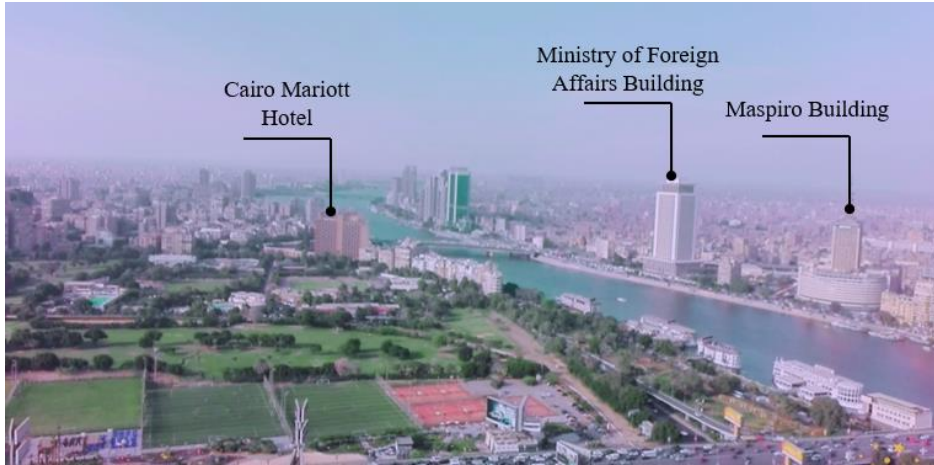 Cairo Mariott
Hotel
Ministry of Foreign
Affairs Building
Maspiro Building